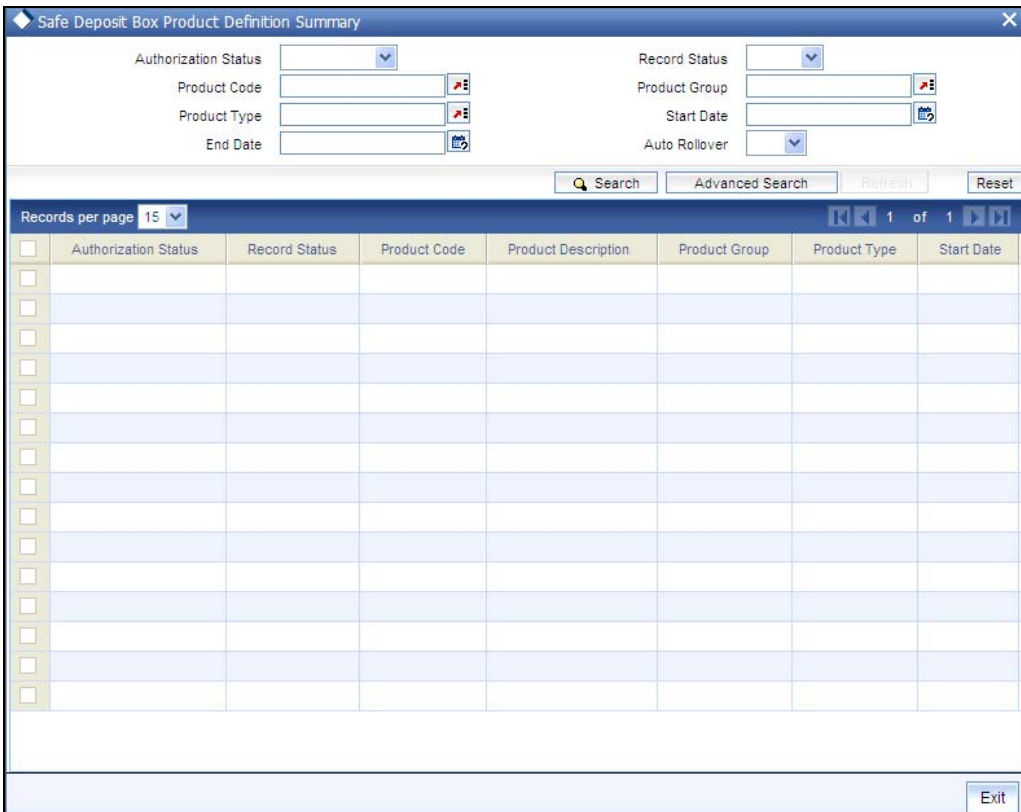 Safe Deposit Box Product Definition Summary
Authorization Status Record Status
Product Code Product Group
Product Type Start Date
End Date Auto Rollover
Search Advanced Search Refresh Reset
Records per page 15 1 of 1
Authorization Status Record Status Product Code Product Description Product Group Product Type Start Date
Exit